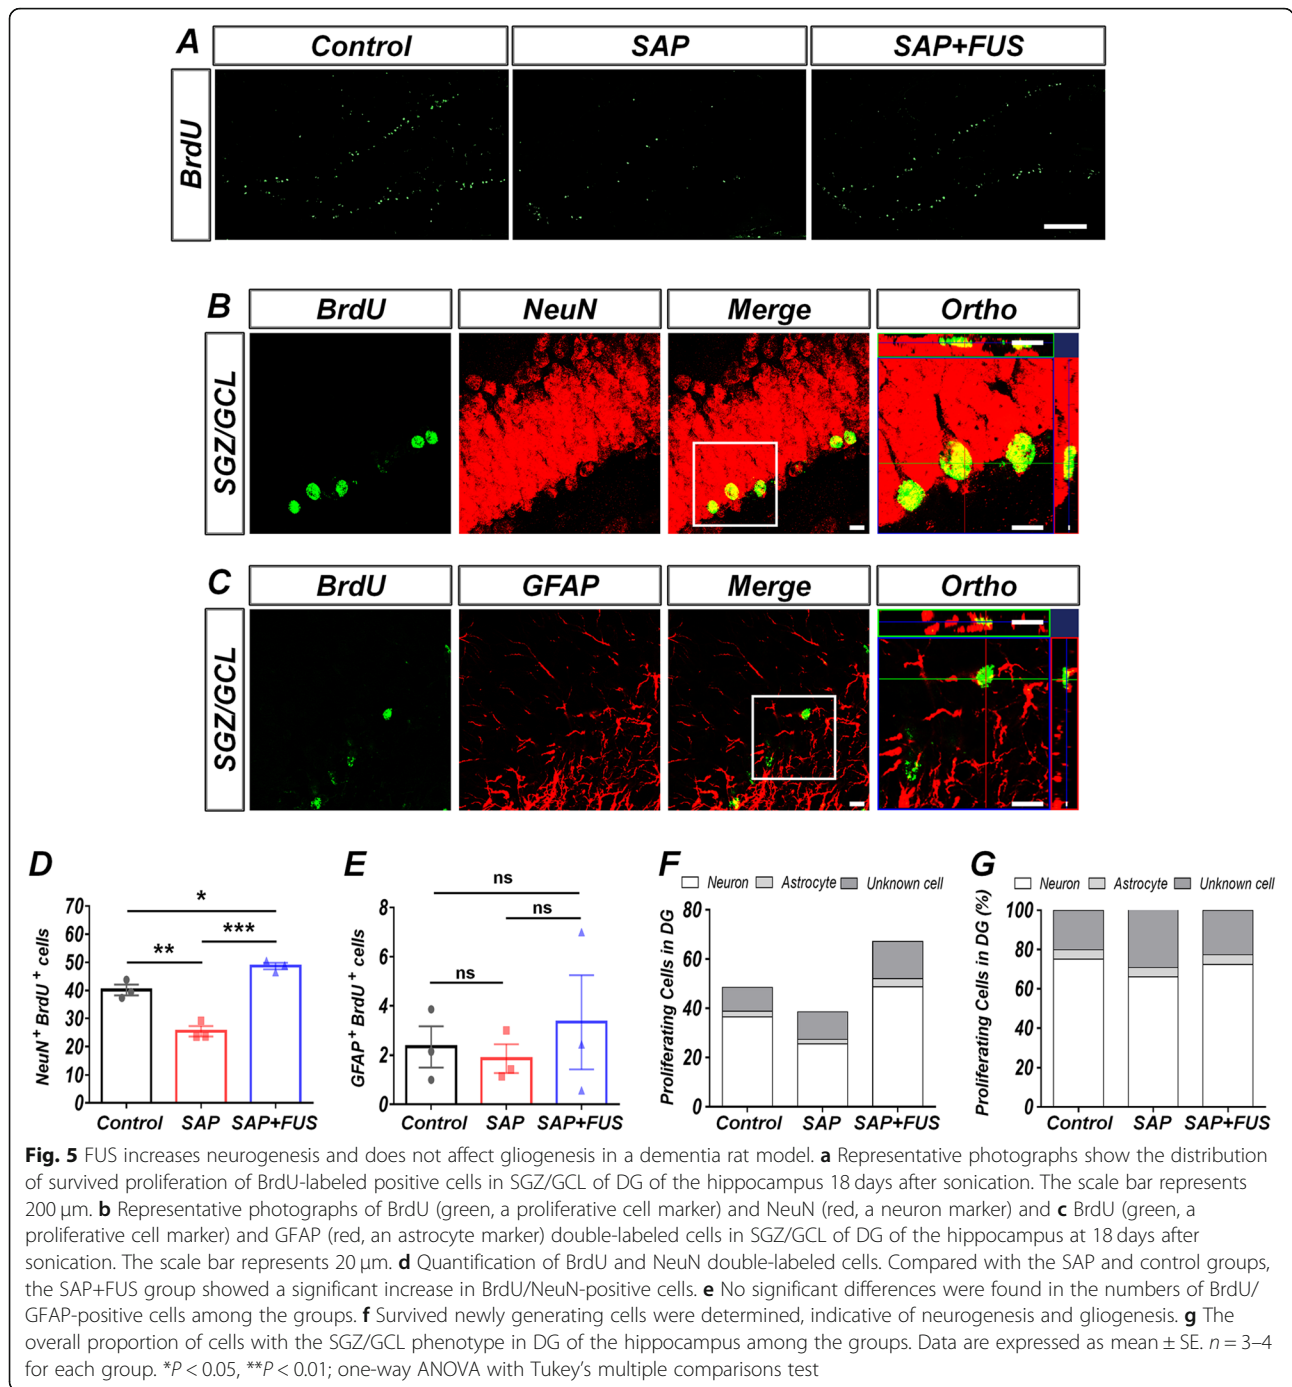 A Control SAP SAP+FUS
BrdU
B BrdU NeuN Merge Ortho
SGZ/GCL
C BrdU GFAP Merge Ortho
SGZ/GCL
D
NeuN+ BrdU+ cells
70
60
50
40
30
20
10
0
* ** ***
Control SAP SAP+FUS
E
GFAP+ BrdU+ cells
8
6
4
2
0
ns
ns
ns
Control SAP SAP+FUS
F
Neuron Astrocyte Unknown cell
Proliferating Cells in DG
80
60
40
20
0
Control SAP SAP+FUS
G
Neuron Astrocyte Unknown cell
Proliferating Cells in DG (%)
100
80
60
40
20
0
Control SAP SAP+FUS
Fig. 5 FUS increases neurogenesis and does not affect gliogenesis in a dementia rat model. a Representative photographs show the distribution
of survived proliferation of BrdU-labeled positive cells in SGZ/GCL of DG of the hippocampus 18 days after sonication. The scale bar represents
200 μm. b Representative photographs of BrdU (green, a proliferative cell marker) and NeuN (red, a neuron marker) and c BrdU (green, a
proliferative cell marker) and GFAP (red, an astrocyte marker) double-labeled cells in SGZ/GCL of DG of the hippocampus at 18 days after
sonication. The scale bar represents 20 μm. d Quantification of BrdU and NeuN double-labeled cells. Compared with the SAP and control groups,
the SAP+FUS group showed a significant increase in BrdU/NeuN-positive cells. e No significant differences were found in the numbers of BrdU/
GFAP-positive cells among the groups. f Survived newly generating cells were determined, indicative of neurogenesis and gliogenesis. g The
overall proportion of cells with the SGZ/GCL phenotype in DG of the hippocampus among the groups. Data are expressed as mean ± SE. n = 3–4
for each group. *P < 0.05, **P < 0.01; one-way ANOVA with Tukey's multiple comparisons test